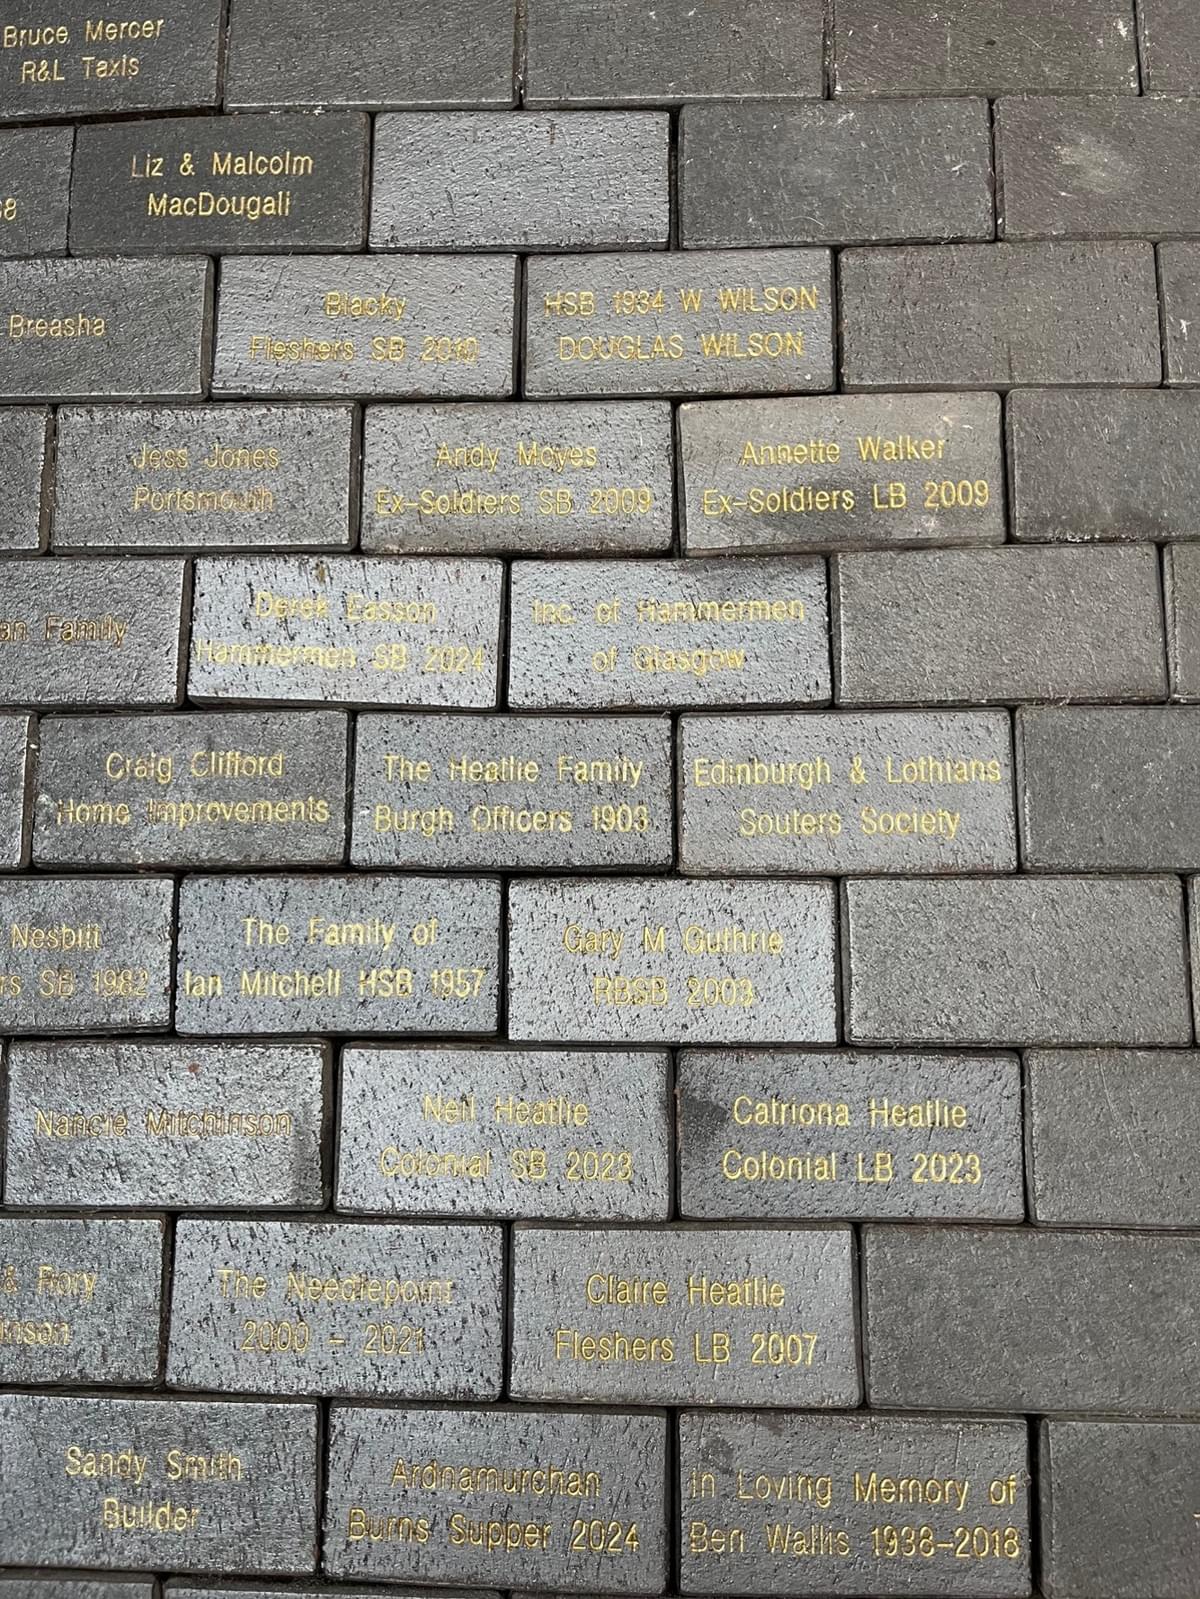 Bruce Mercer
R&L Taxis
Liz & Malcolm
MacDougall
Breasha
Blacky
Fleshers SB 2010
HSB 1934 W WILSON
DOUGLAS WILSON
Jess Jones
Portsmouth
Andy Moyes
Ex-Soldiers SB 2009
Annette Walker
Ex-Soldiers LB 2009
Family
Derek Easson
Hammermen SB 2024
Inc. of Hammermen
of Glasgow
Craig Clifford
Home Improvements
The Heatlie Family
Burgh Officers 1903
Edinburgh & Lothians
Souters Society
Nesbitt
SB 1982
The Family of
Ian Mitchell HSB 1957
Gary M Guthrie
RBSB 2003
Nancie Mitchinson
Neil Heatlie
Colonial SB 2023
Catriona Heatlie
Colonial LB 2023
& Rory
The Needlepoint
2000 - 2021
Claire Heatlie
Fleshers LB 2007
Sandy Smith
Builder
Ardnamurchan
Burns Supper 2024
In Loving Memory of
Ben Wallis 1938-2018